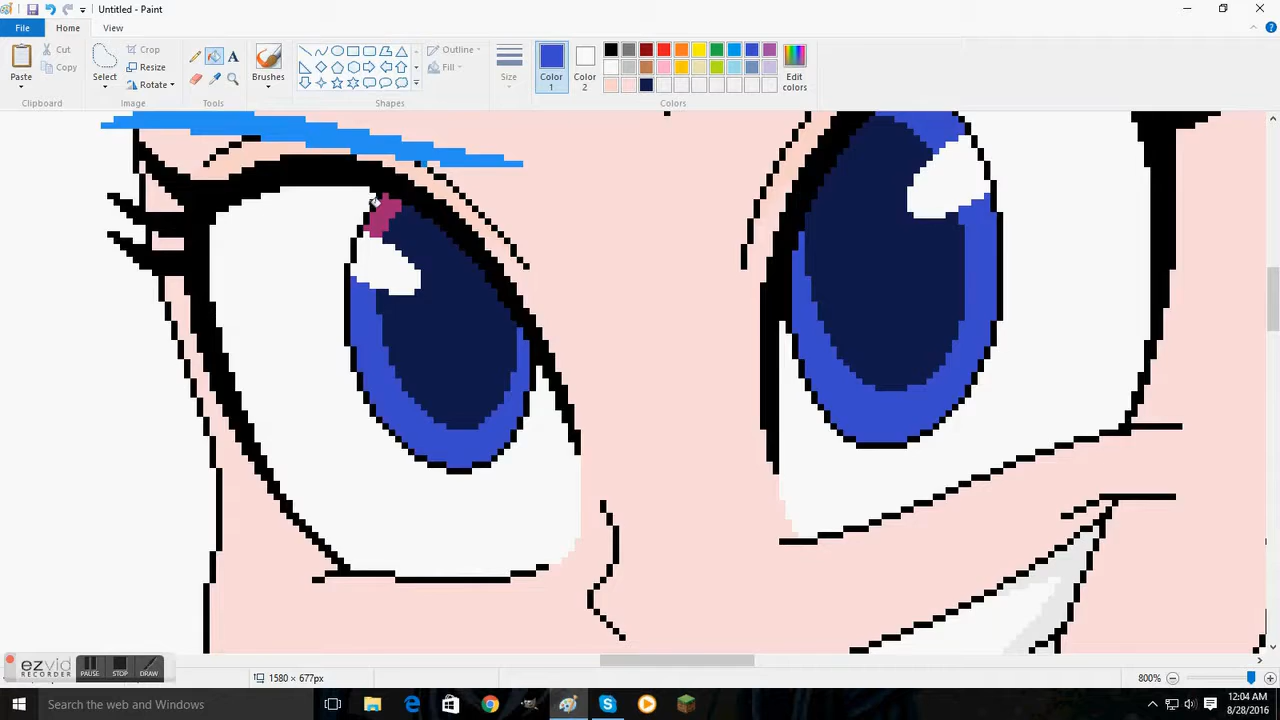 Untitled - Paint
File Home View
Paste Cut Copy Select Crop Resize Rotate A Brushes Outline Fill Size Color 1 Color 2 Edit colors
Clipboard Image Tools Shapes Colors
ezvid RECORDER PAUSE STOP DRAW
1580 × 677px 800%
Search the web and Windows
12:04 AM
8/28/2016